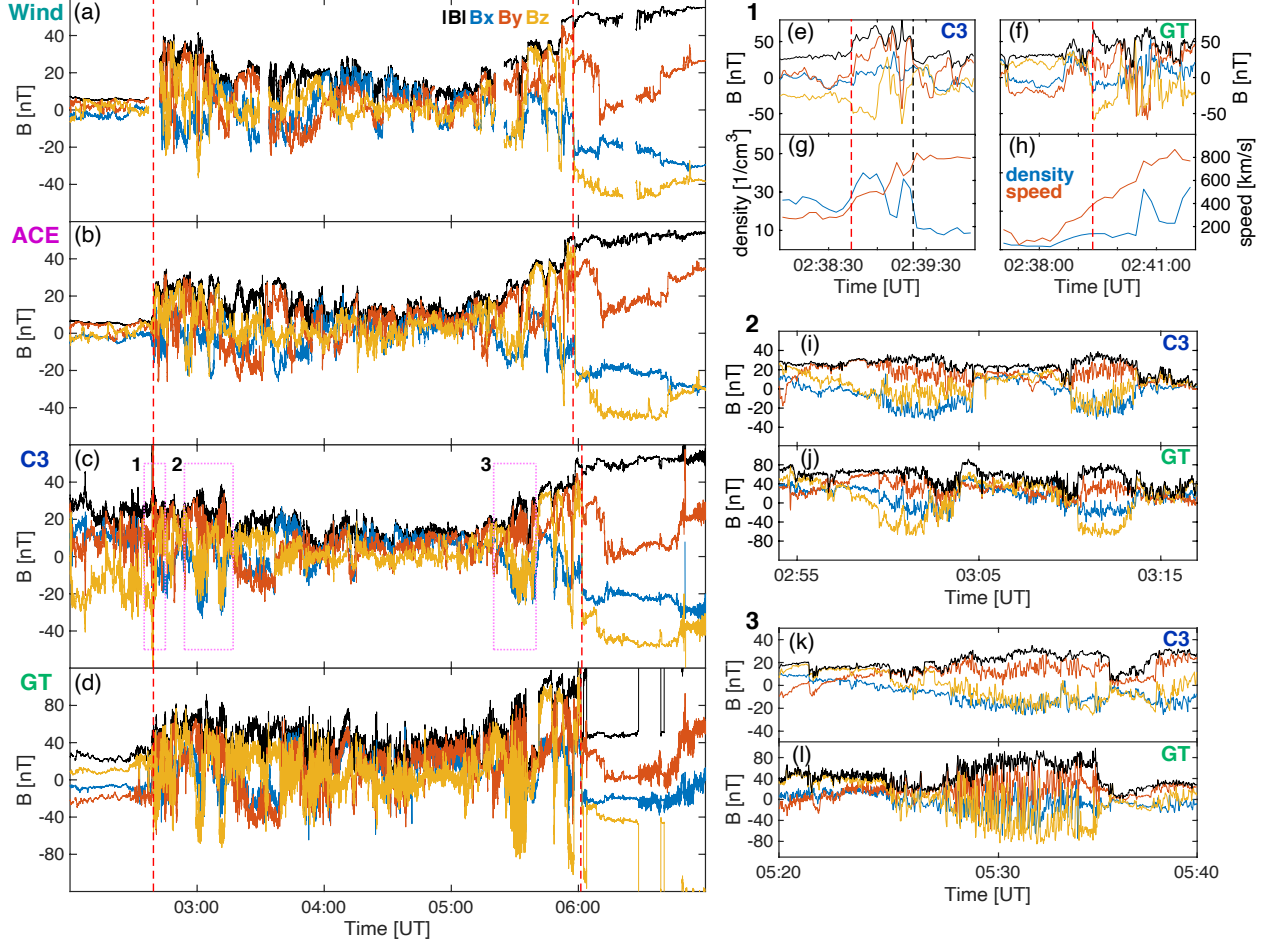 Wind
(a)
|B| Bx By Bz
B [nT]
40
20
0
-20
-40
ACE
(b)
B [nT]
40
20
0
-20
-40
C3
(c)
1
2
3
B [nT]
40
20
0
-20
-40
GT
(d)
B [nT]
80
40
0
-40
-80
03:00
04:00
05:00
06:00
Time [UT]
1
(e)
C3
B [nT]
50
0
-50
(f)
GT
50
0
-50
B [nT]
(g)
density [1/cm³]
50
30
10
02:38:30
02:39:30
Time [UT]
(h)
density
speed
800
600
400
200
speed [km/s]
02:38:00
02:41:00
Time [UT]
2
(i)
C3
B [nT]
40
0
-40
(j)
GT
B [nT]
80
40
0
-40
-80
02:55
03:05
03:15
Time [UT]
3
(k)
C3
B [nT]
40
20
0
-20
-40
(l)
GT
B [nT]
80
40
0
-40
-80
05:20
05:30
05:40
Time [UT]